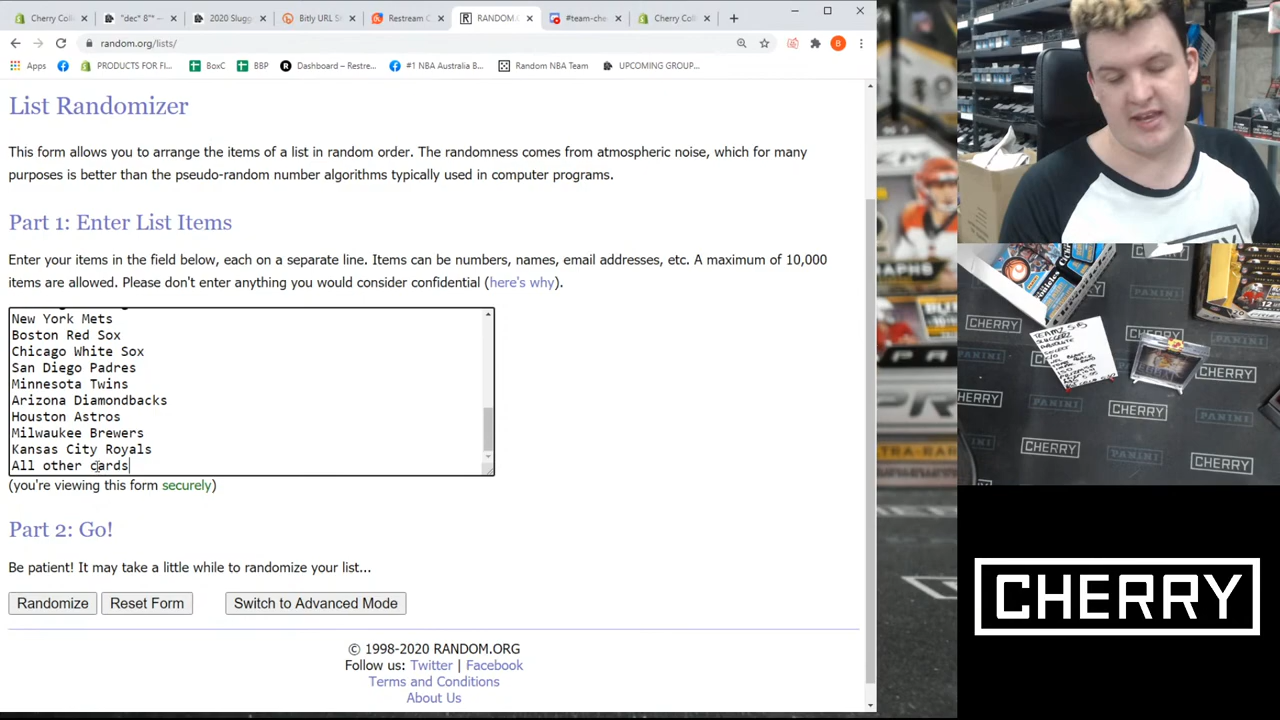 Cherry Coll
"dec" 8"*
2020 Slugg
Bitly URL S
Restream C
RANDOM.
#team-che
Cherry Coll
random.org/lists/
Apps
PRODUCTS FOR FI...
BoxC
BBP
Dashboard – Restre...
#1 NBA Australia B...
Random NBA Team
UPCOMING GROUP...
List Randomizer
This form allows you to arrange the items of a list in random order. The randomness comes from atmospheric noise, which for many
purposes is better than the pseudo-random number algorithms typically used in computer programs.
Part 1: Enter List Items
Enter your items in the field below, each on a separate line. Items can be numbers, names, email addresses, etc. A maximum of 10,000
items are allowed. Please don't enter anything you would consider confidential (here's why).
New York Mets
Boston Red Sox
Chicago White Sox
San Diego Padres
Minnesota Twins
Arizona Diamondbacks
Houston Astros
Milwaukee Brewers
Kansas City Royals
All other cards
(you're viewing this form securely)
Part 2: Go!
Be patient! It may take a little while to randomize your list...
Randomize
Reset Form
Switch to Advanced Mode
© 1998-2020 RANDOM.ORG
Follow us: Twitter | Facebook
Terms and Conditions
About Us
CHERRY
PANINI
CHERRY
CHERRY
PANINI
CHERRY
PANINI
CHERRY
CHERRY